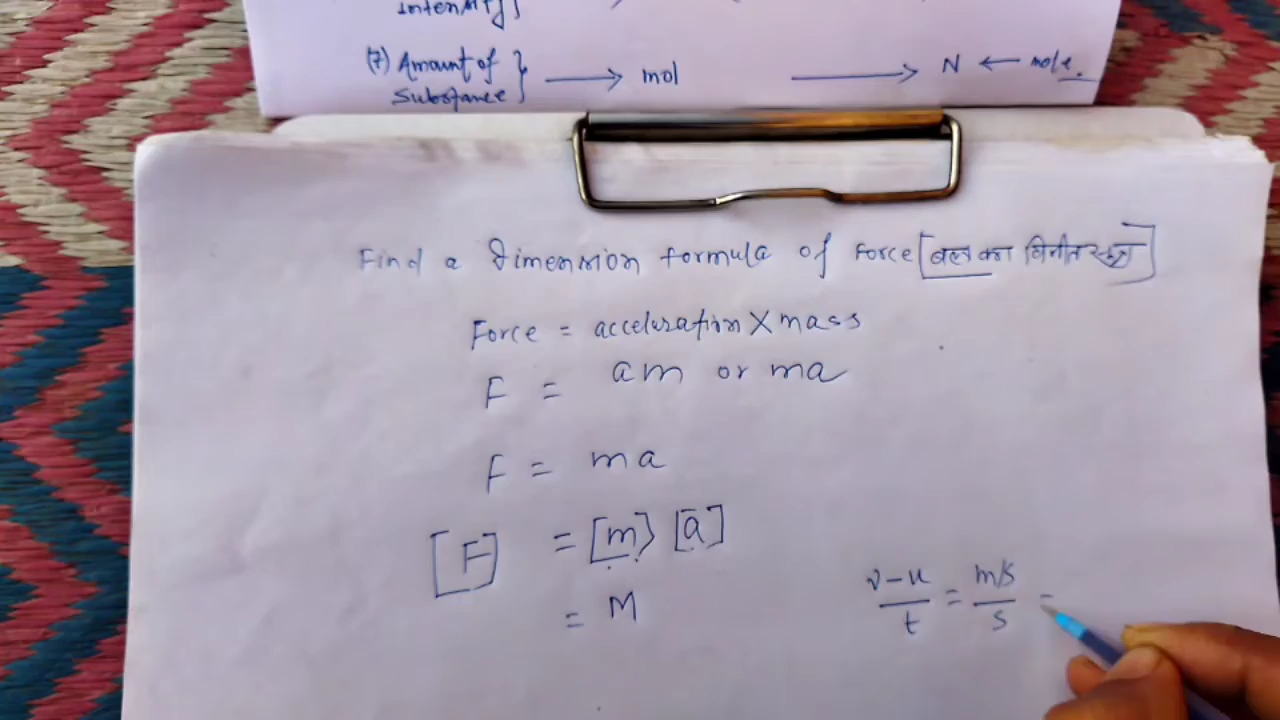 intensity}
(7) Amount of substance} ⟶ mol ⟶ N ⟵ mole.
Find a dimension formula of Force [बल का विमीत सूत्र]
Force = acceleration X mass
F = am or ma
F = ma
[F] = [m] [a]
= M
v-u/t = m/s/s =